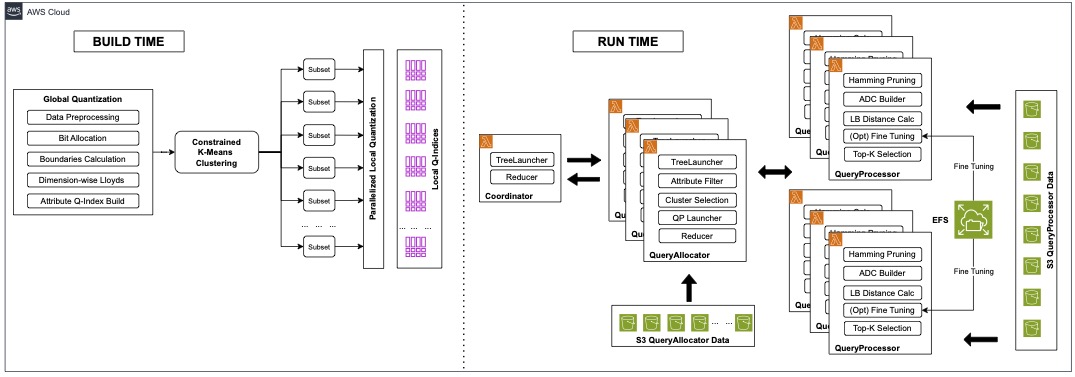 aws
AWS Cloud
BUILD TIME
Global Quantization
Data Preprocessing
Bit Allocation
Boundaries Calculation
Dimension-wise Lloyds
Attribute Q-Index Build
Constrained
K-Means
Clustering
Subset
Subset
Subset
Subset
Subset
... ... ...
Subset
Parallelized Local Quantization
Local Q-Indices
... ... ...
RUN TIME
TreeLauncher
Reducer
Coordinator
TreeLauncher
Attribute Filter
Cluster Selection
QP Launcher
Reducer
QueryAllocator
... ...
S3 QueryAllocator Data
Hamming Pruning
ADC Builder
LB Distance Calc
(Opt) Fine Tuning
Top-K Selection
QueryProcessor
Fine Tuning
EFS
Fine Tuning
Hamming Pruning
ADC Builder
LB Distance Calc
(Opt) Fine Tuning
Top-K Selection
QueryProcessor
S3 QueryProcessor Data